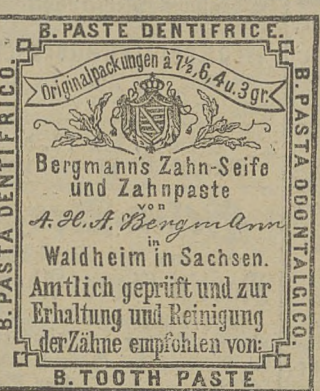 B. PASTE DENTIFRICE.
Originalpackungen à 7½, 6, 4 u. 3 gr.
Bergmann's Zahn-Seife
und Zahnpaste
von
A. H. A. Bergmann
in
Waldheim in Sachsen.
Amtlich geprüft und zur
Erhaltung und Reinigung
der Zähne empfohlen von:
B. TOOTH PASTE
B. PASTA DENTIFRICO.
B. PASTA ODONTALGICO.